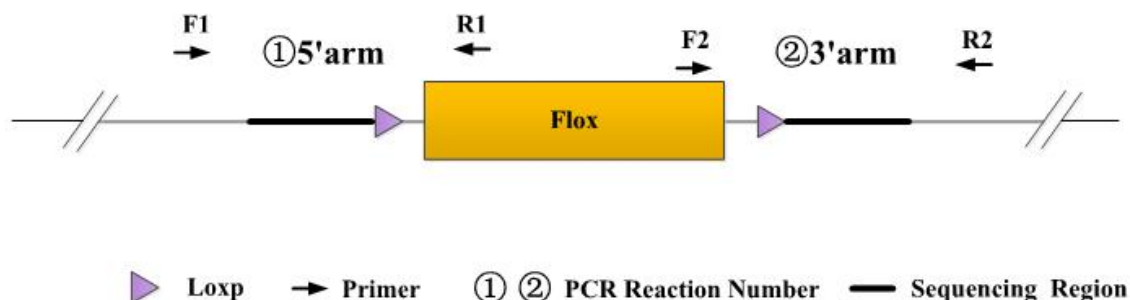 F1 ①5'arm R1 F2 ②3'arm R2
Flox
Loxp Primer ① ② PCR Reaction Number Sequencing Region